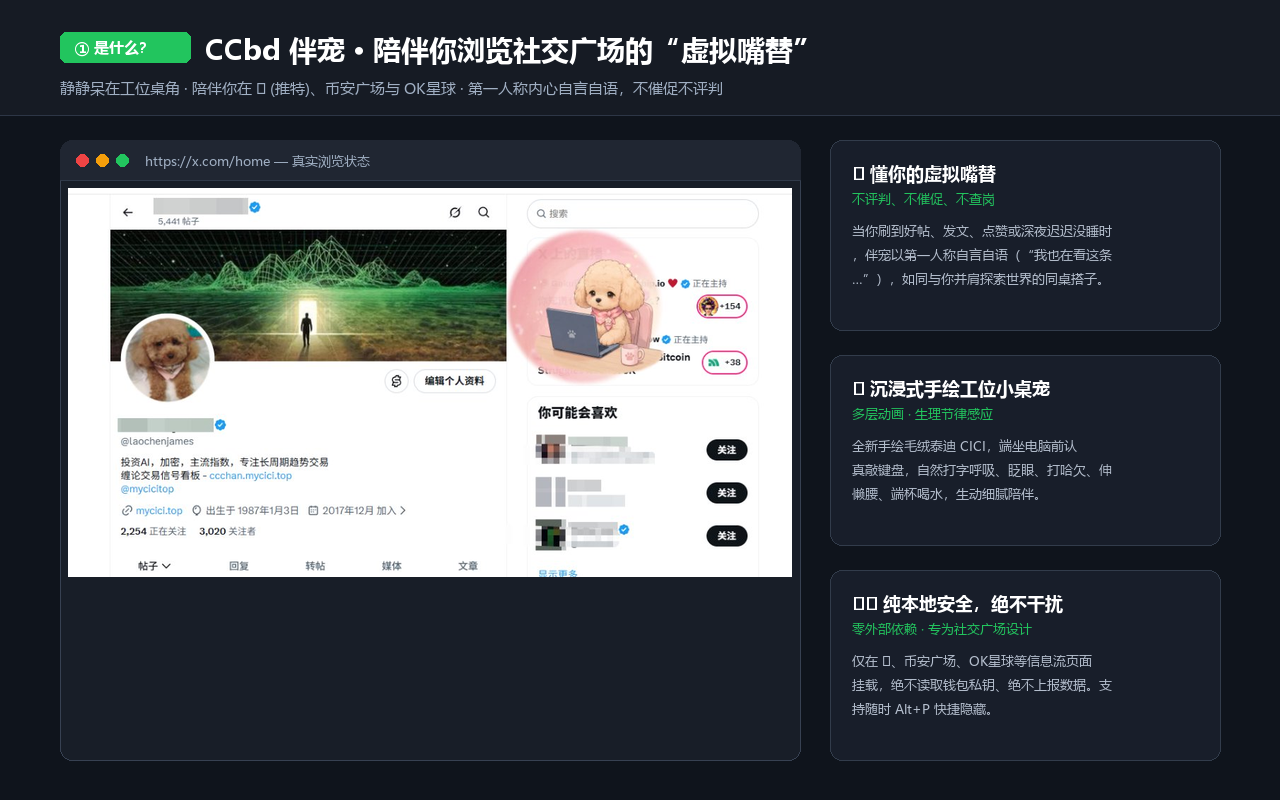 ① 是什么?
CCbd 伴宠 • 陪伴你浏览社交广场的“虚拟嘴替”
静静呆在工位桌角 · 陪伴你在 (推特)、币安广场与 OK星球 · 第一人称内心自言自语，不催促不评判
https://x.com/home — 真实浏览状态
5,441 帖子
编辑个人资料
@laochenjames
投资AI，加密，主流指数，专注长周期趋势交易
缠论交易信号看板 - ccchan.mycici.top
@mycicitop
mycici.top 出生于 1987年1月3日 2017年12月 加入
2,254 正在关注 3,020 关注者
帖子 回复 转帖 媒体 文章
搜索
.io 正在主持
+154
正在主持
itcoin
+38
你可能会喜欢
关注
关注
关注
显示更多
懂你的虚拟嘴替
不评判、不催促、不查岗
当你刷到好帖、发文、点赞或深夜迟迟没睡时
，伴宠以第一人称自言自语（“我也在看这条
…”），如同与你并肩探索世界的同桌搭子。
沉浸式手绘工位小桌宠
多层动画 · 生理节律感应
全新手绘毛绒泰迪 CICI，端坐电脑前认
真敲键盘，自然打字呼吸、眨眼、打哈欠、伸
懒腰、端杯喝水，生动细腻陪伴。
纯本地安全，绝不干扰
零外部依赖 · 专为社交广场设计
仅在 、币安广场、OK星球等信息流页面
挂载，绝不读取钱包私钥、绝不上报数据。支
持随时 Alt+P 快捷隐藏。